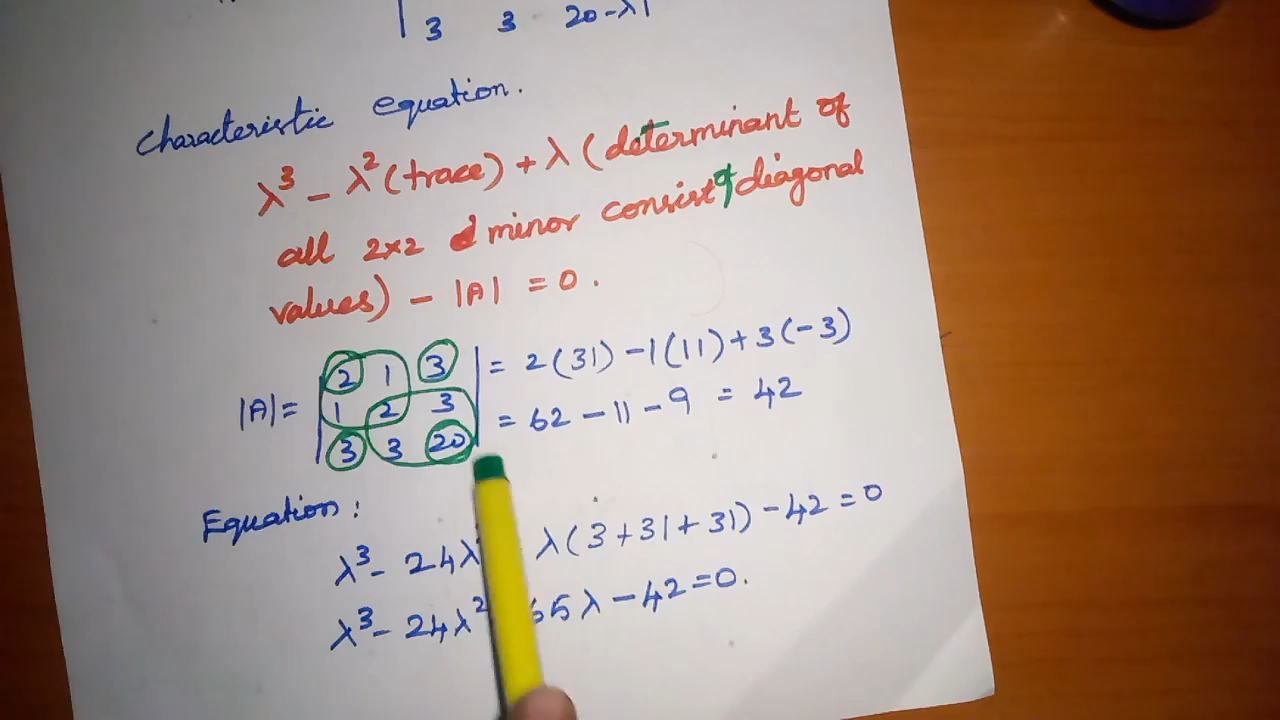 3 3 20-λ|
Characteristic equation.
λ³ - λ² (trace) + λ (determinant of
all 2×2 minor consist of diagonal
values) - |A| = 0.
|A| = | 2 1 3 | = 2(31) -1(11) + 3(-3)
1 2 3 = 62 - 11 - 9 = 42
3 3 20
Equation :
λ³ - 24λ λ(3+31+31) - 42 = 0
λ³ - 24λ² 65λ - 42 = 0.